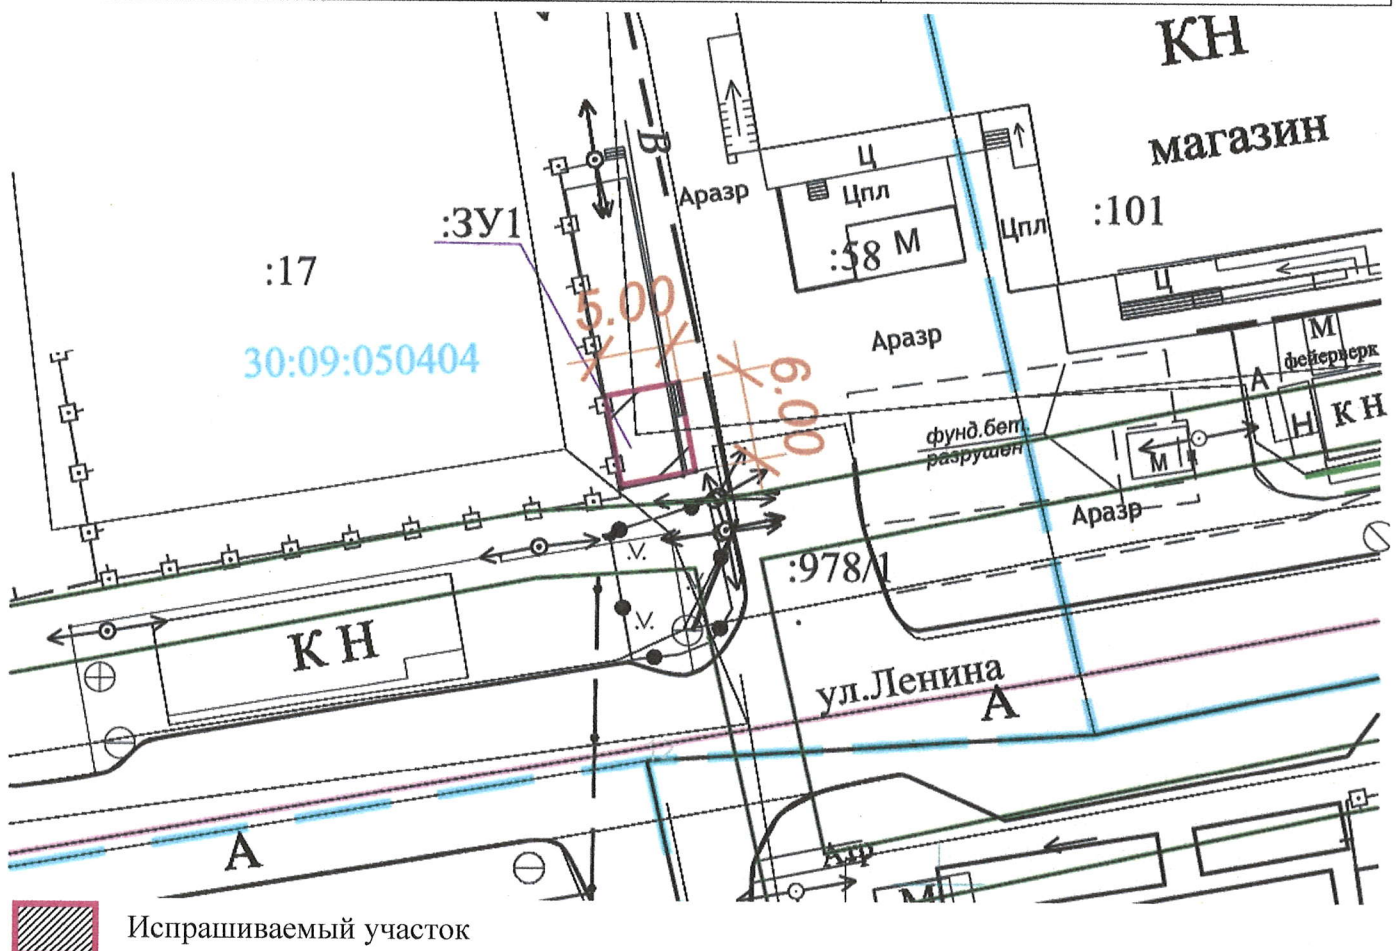 КН
магазин
В
Ц
Аразр
Цпл
:ЗУ1
Цпл
:101
:17
:58
М
Ц
5.00
Аразр
М
фейерверк
30:09:050404
6.00
А
Н
К Н
фунд.бет.
разрушен
М
Аразр
.v.
:978/1
.v.
К Н
ул.Ленина
А
А
Атр
М
Испрашиваемый участок